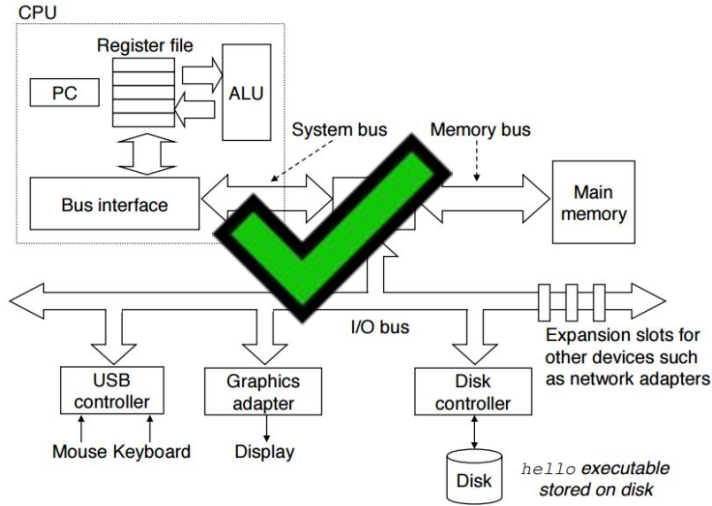 CPU
Register file
PC
ALU
System bus
Memory bus
Bus interface
Main
memory
I/O bus
Expansion slots for
other devices such
as network adapters
USB
controller
Graphics
adapter
Disk
controller
Mouse Keyboard
Display
Disk
hello executable
stored on disk